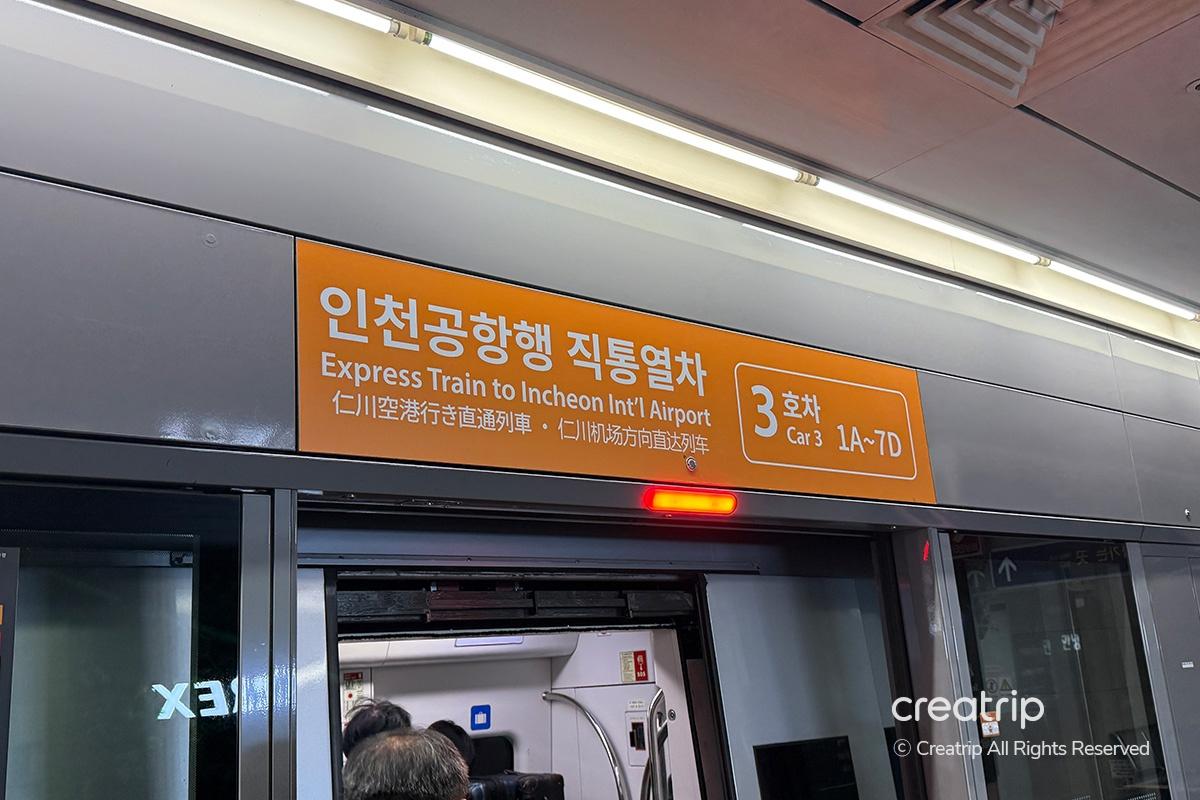 인천공항행 직통열차
Express Train to Incheon Int'l Airport
仁川空港行き直通列車・仁川机场方向直达列车
3 호차
Car 3
1A~7D
creatrip
© Creatrip All Rights Reserved